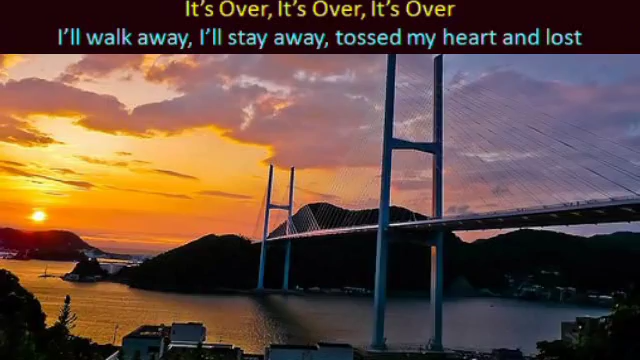 It's Over, It's Over, It's Over
I'll walk away, I'll stay away, tossed my heart and lost